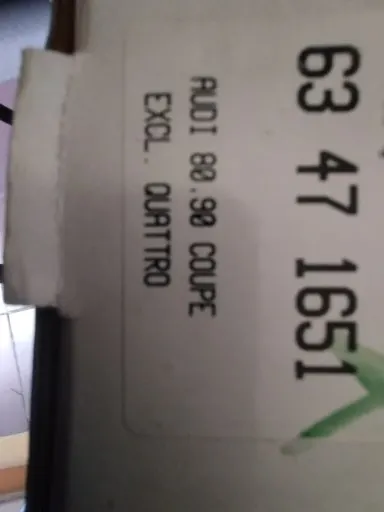 63 47 1651
AUDI 80.90 COUPE
EXCL. QUATTRO